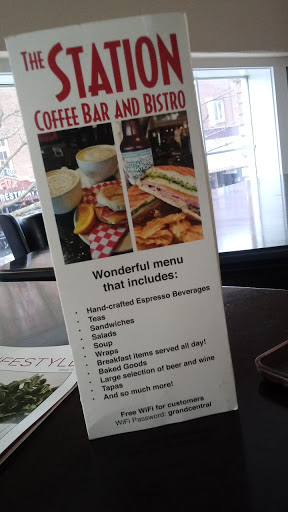 THE STATION
COFFEE BAR AND BISTRO
Wonderful menu
that includes:
· Hand-crafted Espresso Beverages
· Teas
· Sandwiches
· Salads
· Soup
· Wraps
· Breakfast items served all day!
· Baked Goods
· Large selection of beer and wine
· Tapas
· And so much more!
Free WiFi for customers
WiFi Password: grandcentral